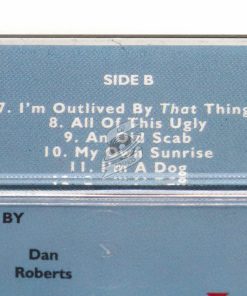 SIDE B
7. I'm Outlived By That Thing
8. All Of This Ugly
9. An Old Scab
10. My Own Sunrise
11. I'm A Dog
BY
Dan
Roberts